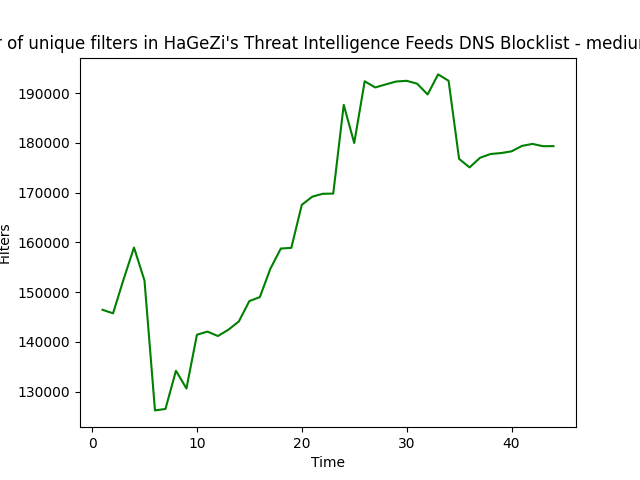 r of unique filters in HaGeZi's Threat Intelligence Feeds DNS Blocklist - mediu
190000
180000
170000
160000
150000
140000
130000
Filters
0 10 20 30 40
Time